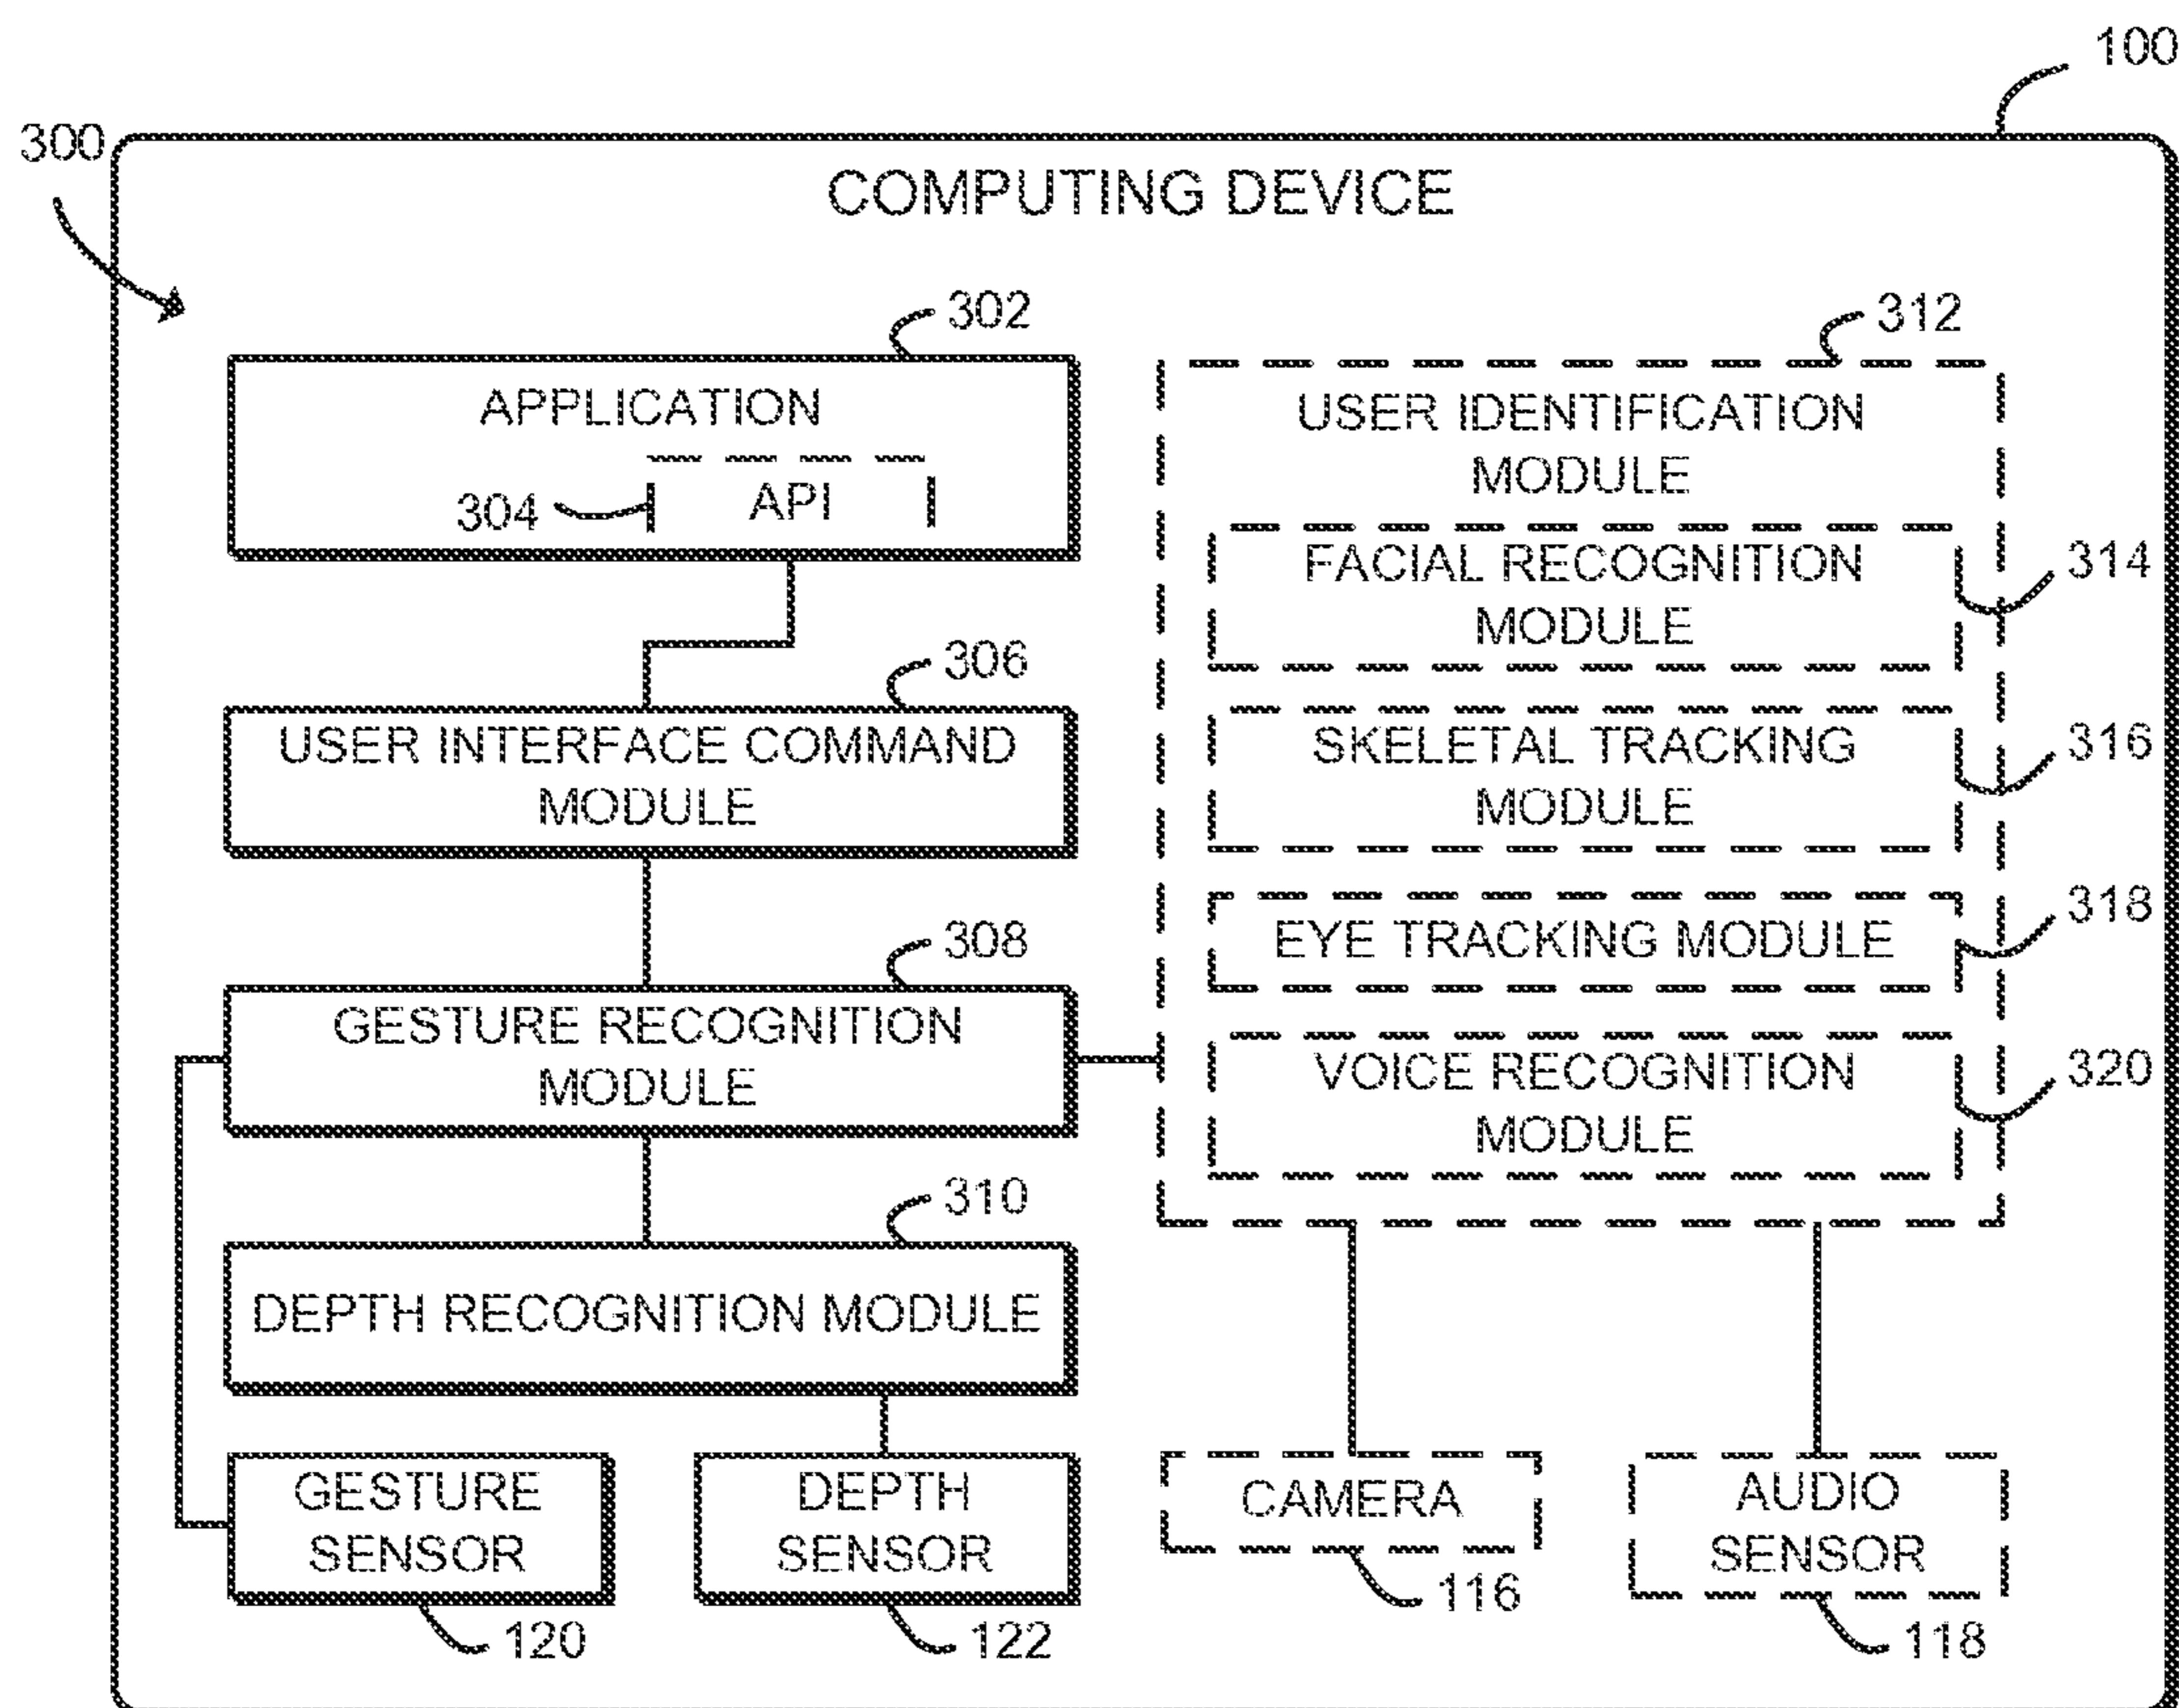 100
300
COMPUTING DEVICE
302
APPLICATION
304
API
306
USER INTERFACE COMMAND
MODULE
308
GESTURE RECOGNITION
MODULE
310
DEPTH RECOGNITION MODULE
GESTURE
SENSOR
120
DEPTH
SENSOR
122
312
USER IDENTIFICATION
MODULE
FACIAL RECOGNITION
MODULE
314
SKELETAL TRACKING
MODULE
316
EYE TRACKING MODULE
318
VOICE RECOGNITION
MODULE
320
CAMERA
116
AUDIO
SENSOR
118